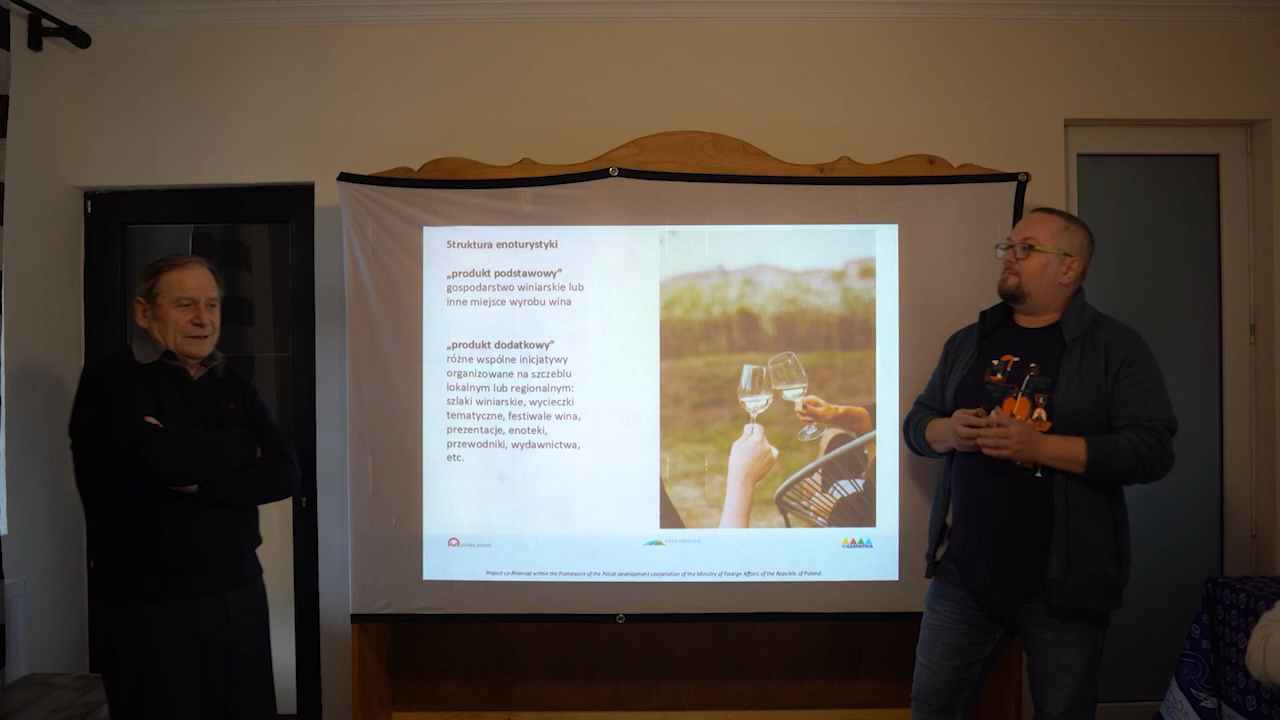 Struktura enoturystyki
„produkt podstawowy”
gospodarstwo winiarskie lub
inne miejsce wyrobu wina
„produkt dodatkowy”
różne wspólne inicjatywy
organizowane na szczeblu
lokalnym lub regionalnym:
szlaki winiarskie, wycieczki
tematyczne, festiwale wina,
prezentacje, enoteki,
przewodniki, wydawnictwa,
etc.
polska pomoc
CARPATHIA
Project co-financed within the framework of the Polish development cooperation of the Ministry of Foreign Affairs of the Republic of Poland